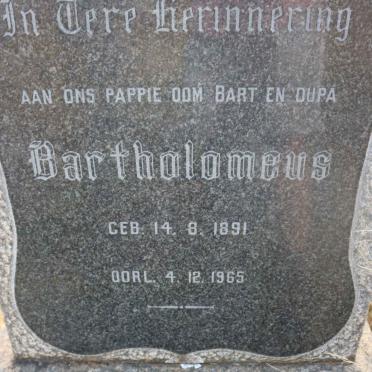 In Tere Herinnering
AAN ONS PAPPIE OOM BART EN OUPA
Bartholomeus
GEB. 14. 8. 1891
OORL. 4. 12. 1965